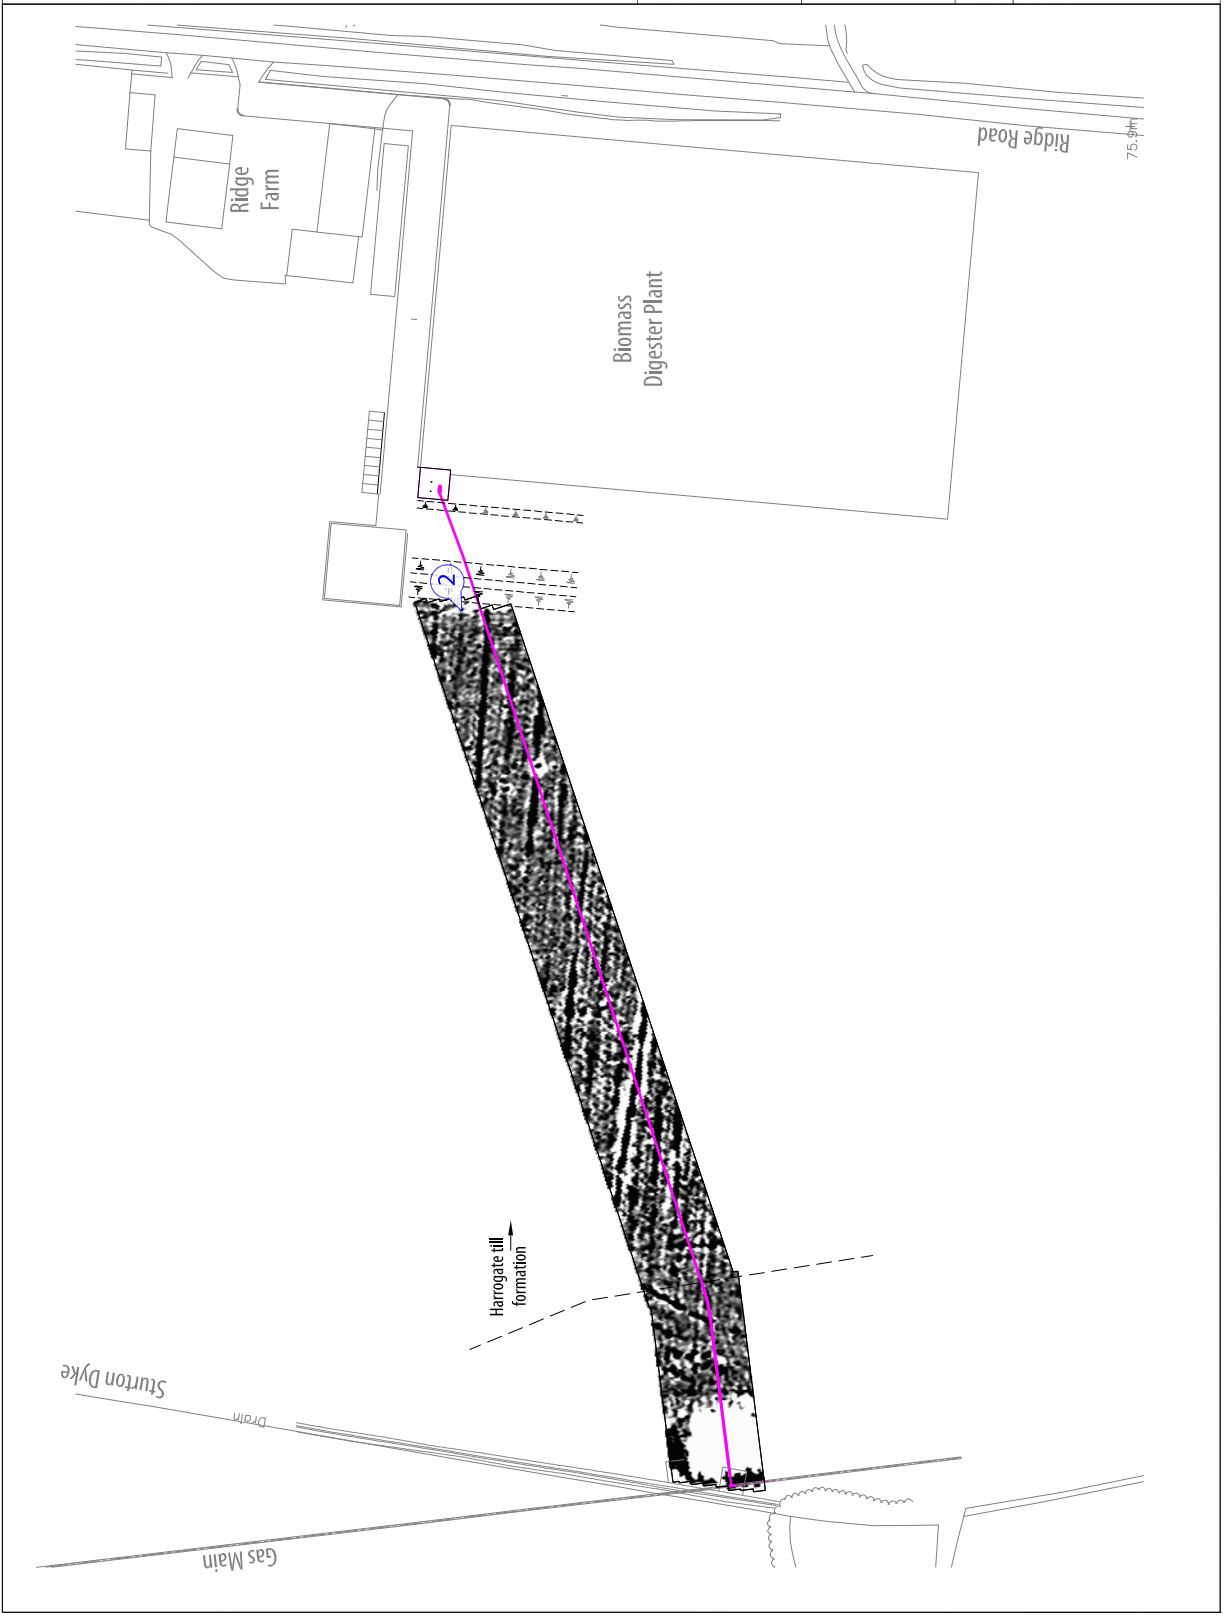 Ridge Road
75.9m
Ridge
Farm
Biomass
Digester Plant
2
Harrogate till
formation
Sturton Dyke
Drain
Gas Main